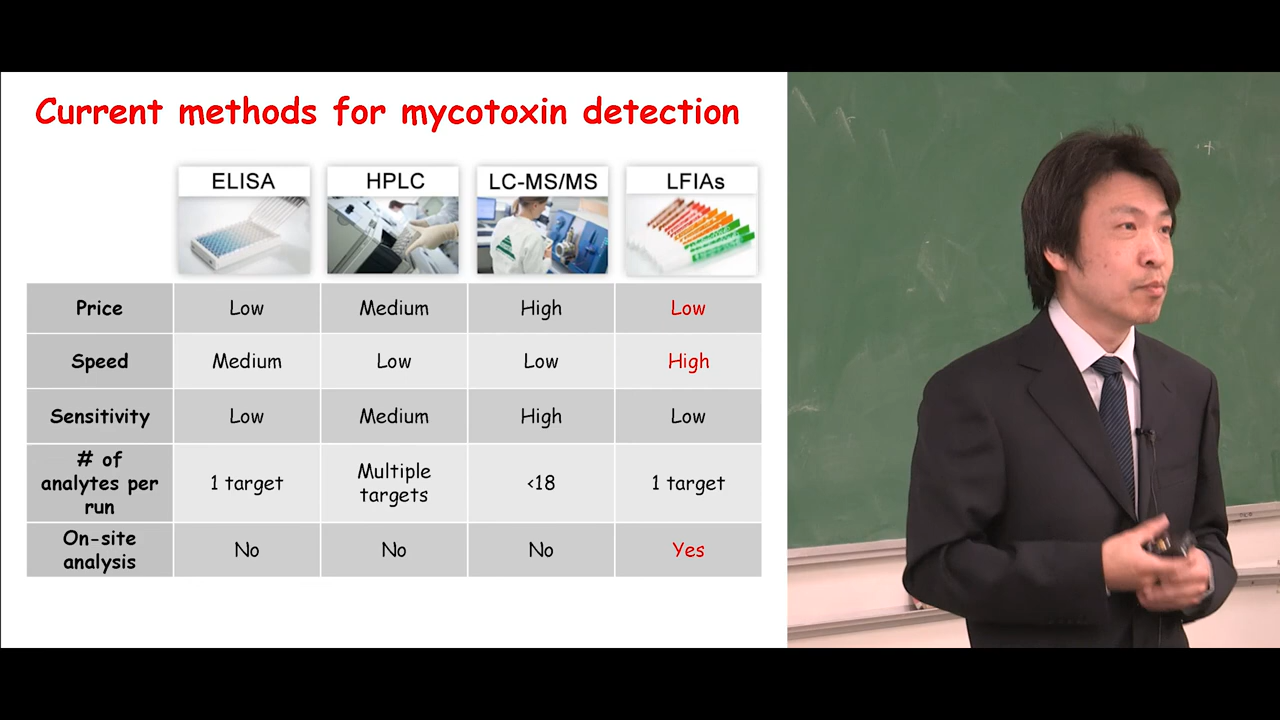 Current methods for mycotoxin detection
ELISA HPLC LC-MS/MS LFIAs
Price Low Medium High Low
Speed Medium Low Low High
Sensitivity Low Medium High Low
# of
analytes per
run
1 target
Multiple
targets
<18
1 target
On-site
analysis
No No No Yes